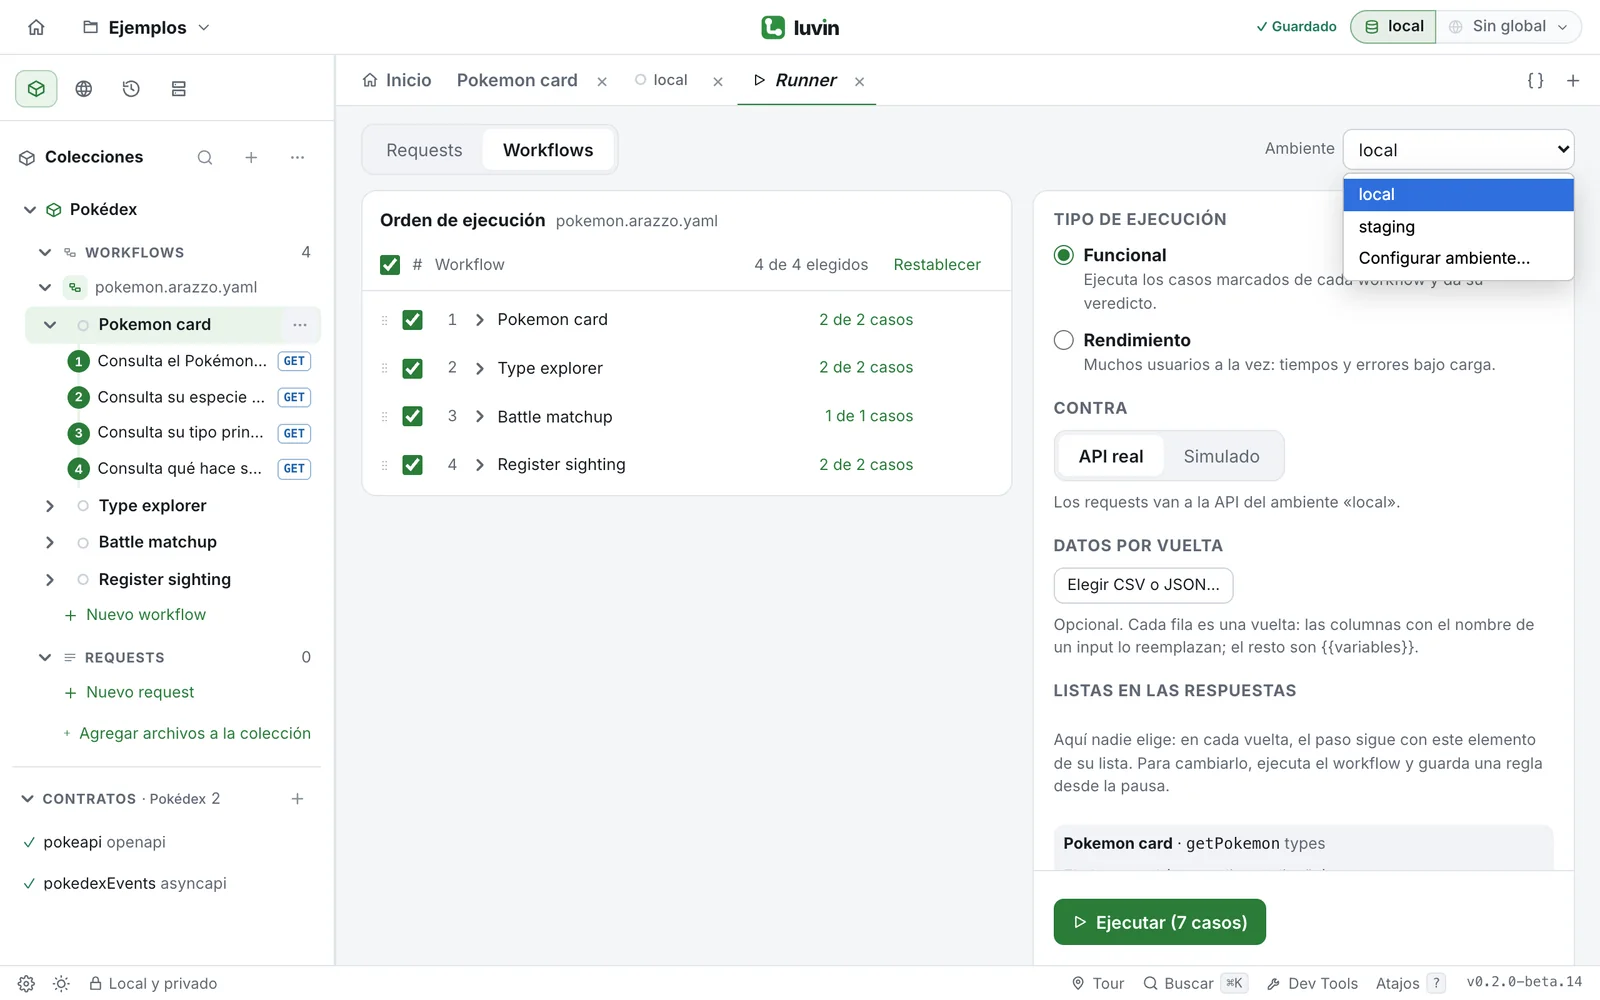 Ejemplos
luvin
Guardado
local
Sin global
Inicio
Pokemon card
local
Runner
{ }
Colecciones
Pokédex
WORKFLOWS 4
pokemon.arazzo.yaml
Pokemon card
1 Consulta el Pokémon... GET
2 Consulta su especie ... GET
3 Consulta su tipo prin... GET
4 Consulta qué hace s... GET
Type explorer
Battle matchup
Register sighting
+ Nuevo workflow
REQUESTS 0
+ Nuevo request
+ Agregar archivos a la colección
CONTRATOS · Pokédex 2
pokeapi openapi
pokedexEvents asyncapi
Requests
Workflows
Ambiente
local
local
staging
Configurar ambiente...
Orden de ejecución pokemon.arazzo.yaml
# Workflow 4 de 4 elegidos Restablecer
1 Pokemon card 2 de 2 casos
2 Type explorer 2 de 2 casos
3 Battle matchup 1 de 1 casos
4 Register sighting 2 de 2 casos
TIPO DE EJECUCIÓN
Funcional
Ejecuta los casos marcados de cada workflow y da su
veredicto.
Rendimiento
Muchos usuarios a la vez: tiempos y errores bajo carga.
CONTRA
API real
Simulado
Los requests van a la API del ambiente «local».
DATOS POR VUELTA
Elegir CSV o JSON...
Opcional. Cada fila es una vuelta: las columnas con el nombre de
un input lo reemplazan; el resto son {{variables}}.
LISTAS EN LAS RESPUESTAS
Aquí nadie elige: en cada vuelta, el paso sigue con este elemento
de su lista. Para cambiarlo, ejecuta el workflow y guarda una regla
desde la pausa.
Pokemon card · getPokemon types
Ejecutar (7 casos)
Local y privado
Tour
Buscar ⌘K
Dev Tools
Atajos ?
v0.2.0-beta.14